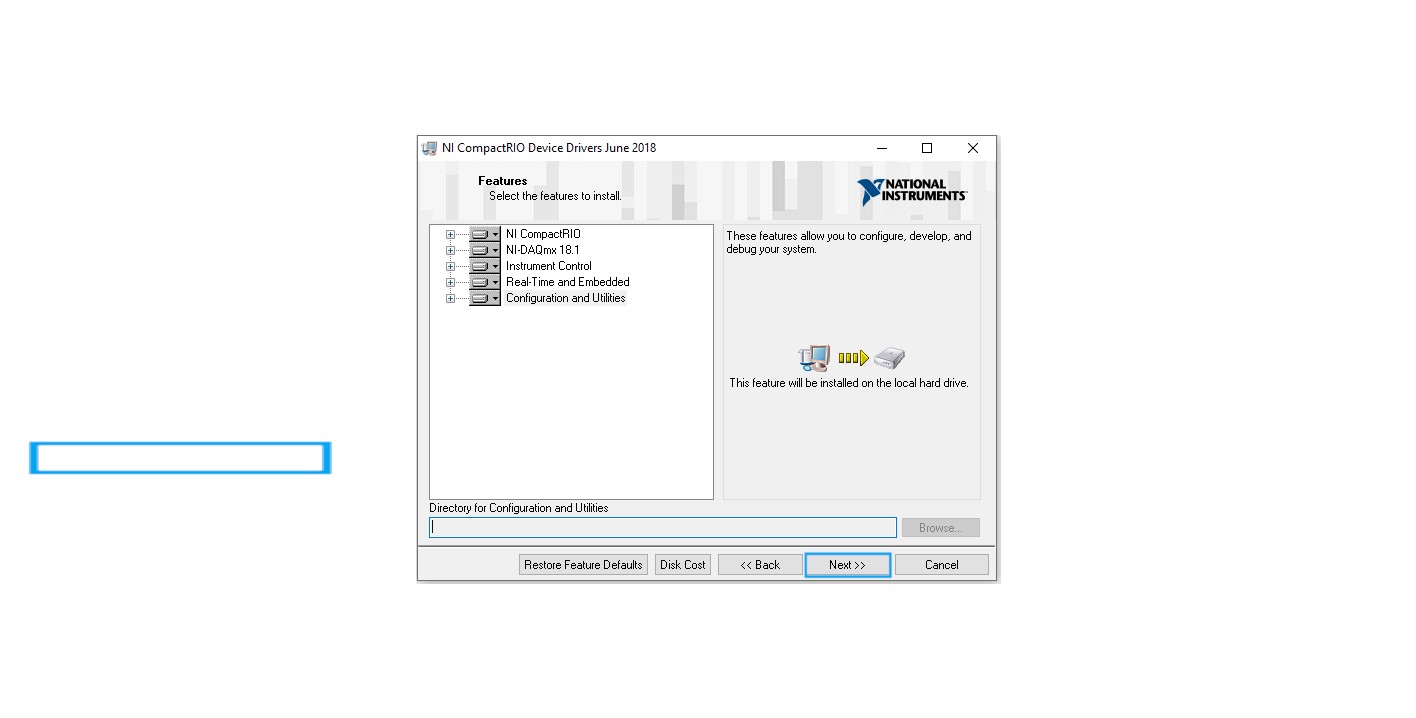 NI CompactRIO Device Drivers June 2018
Features
Select the features to install.
NATIONAL
INSTRUMENTS
NI CompactRIO
NI-DAQmx 18.1
Instrument Control
Real-Time and Embedded
Configuration and Utilities
These features allow you to configure, develop, and
debug your system.
This feature will be installed on the local hard drive.
Directory for Configuration and Utilities
Browse...
Restore Feature Defaults
Disk Cost
<< Back
Next >>
Cancel